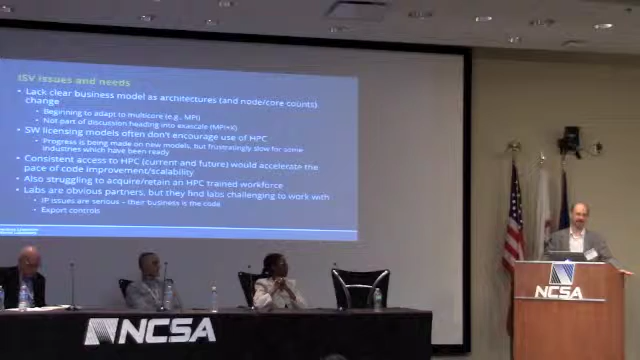 ISV issues and needs
• Lack clear business model as architectures (and node/core counts)
change
• Beginning to adapt to multicore (e.g., MPI)
• Not part of discussion heading into exascale (MPI+X)
• SW licensing models often don't encourage use of HPC
• Progress is being made on new models, but frustratingly slow for some
industries which have been ready
• Consistent access to HPC (current and future) would accelerate the
pace of code improvement/scalability
• Also struggling to acquire/retain an HPC trained workforce
• Labs are obvious partners, but they find labs challenging to work with
• IP issues are serious – their business is the code
• Export controls
NCSA
NCSA